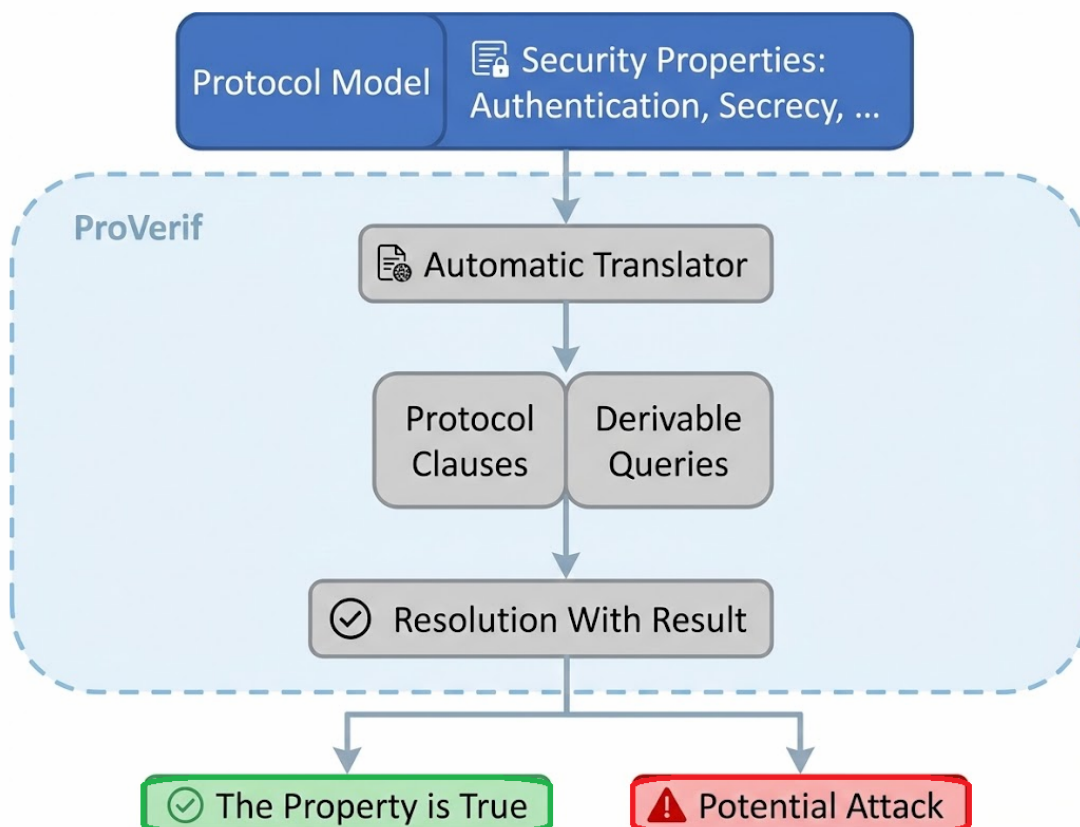 Protocol Model
Security Properties:
Authentication, Secrecy, ...
ProVerif
Automatic Translator
Protocol
Clauses
Derivable
Queries
Resolution With Result
The Property is True
Potential Attack